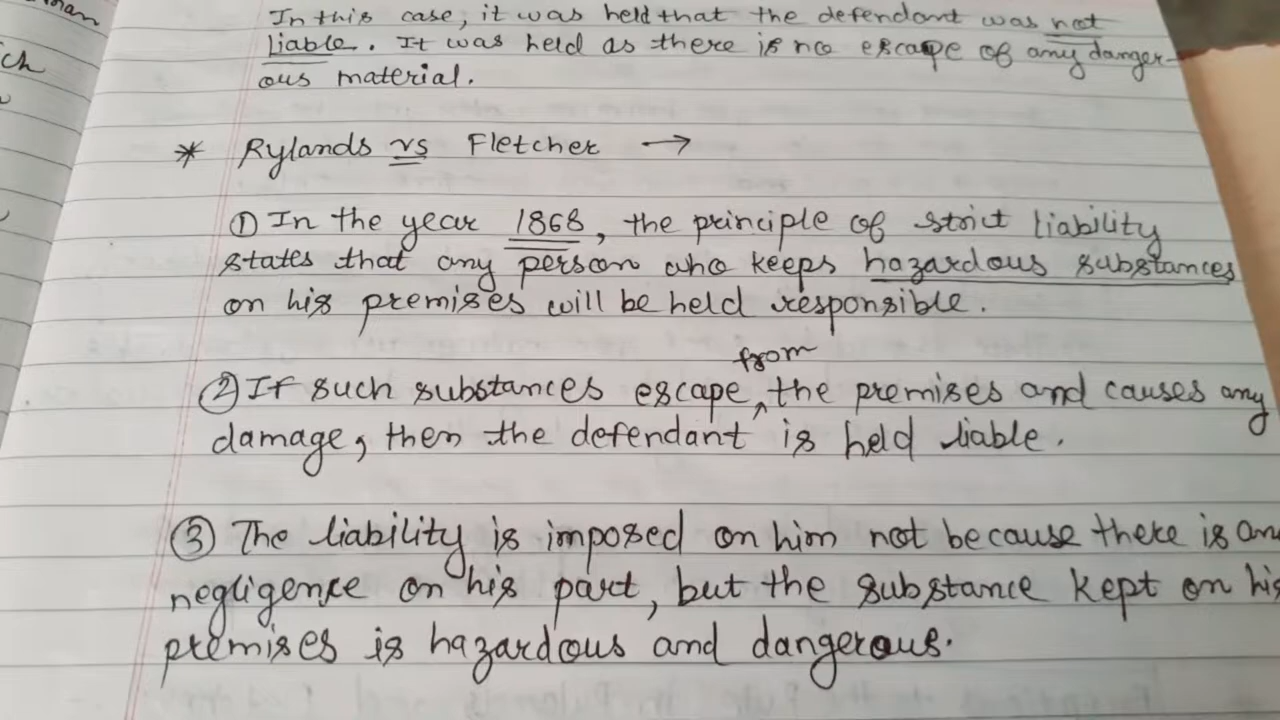 In this case, it was held that the defendant was not
liable. It was held as there is no escape of any danger-
ous material.
* Rylands vs Fletcher →
① In the year 1868, the principle of strict liability
states that any person who keeps hazardous substances
on his premises will be held responsible.
from
② If such substances escape ^ the premises and causes any
damage, then the defendant is held liable.
③ The liability is imposed on him not because there is an
negligence on his part, but the substance kept on his
premises is hazardous and dangerous.